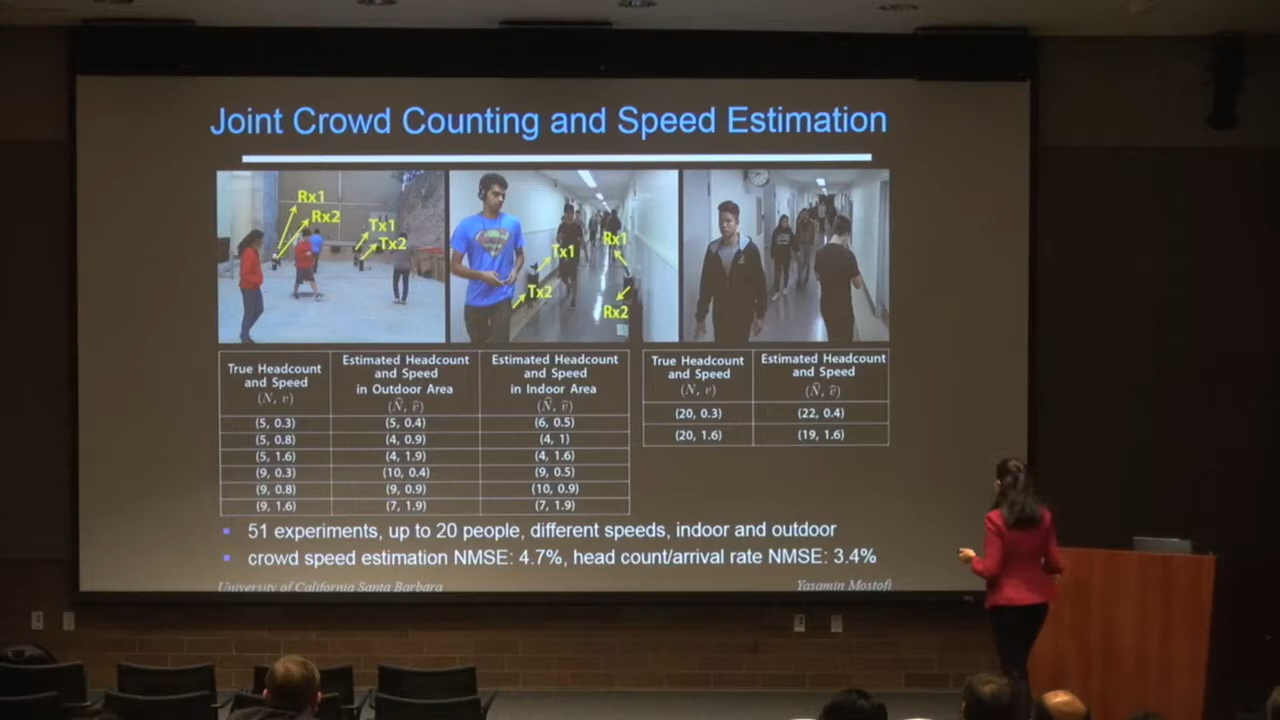 Joint Crowd Counting and Speed Estimation
Rx1
Rx2
Tx1
Tx2
Tx1
Tx2
Rx1
Rx2
True Headcount and Speed (N, v)
Estimated Headcount and Speed in Outdoor Area (N̂, v̂)
Estimated Headcount and Speed in Indoor Area (N̂, v̂)
(5, 0.3) (5, 0.4) (6, 0.5)
(5, 0.8) (4, 0.9) (4, 1)
(5, 1.6) (4, 1.9) (4, 1.6)
(9, 0.3) (10, 0.4) (9, 0.5)
(9, 0.8) (9, 0.9) (10, 0.9)
(9, 1.6) (7, 1.9) (7, 1.9)
True Headcount and Speed (N, v)
Estimated Headcount and Speed (N̂, v̂)
(20, 0.3) (22, 0.4)
(20, 1.6) (19, 1.6)
51 experiments, up to 20 people, different speeds, indoor and outdoor
crowd speed estimation NMSE: 4.7%, head count/arrival rate NMSE: 3.4%
University of California Santa Barbara
Yasamin Mostofi